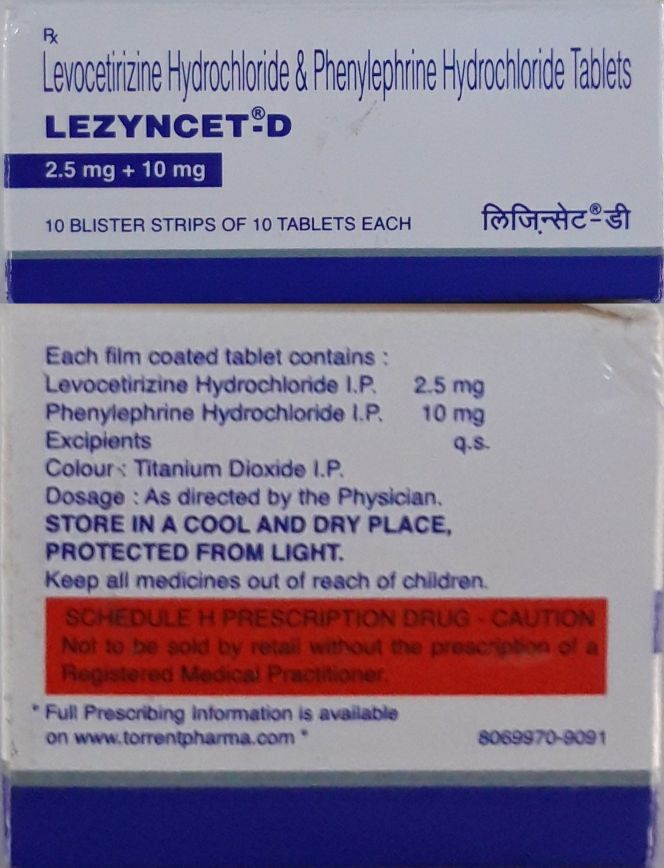 Rx
Levocetirizine Hydrochloride & Phenylephrine Hydrochloride Tablets
LEZYNCET®-D
2.5 mg + 10 mg
10 BLISTER STRIPS OF 10 TABLETS EACH
लिज़िन्सेट®-डी
Each film coated tablet contains :
Levocetirizine Hydrochloride I.P. 2.5 mg
Phenylephrine Hydrochloride I.P. 10 mg
Excipients q.s.
Colour : Titanium Dioxide I.P.
Dosage : As directed by the Physician.
STORE IN A COOL AND DRY PLACE,
PROTECTED FROM LIGHT.
Keep all medicines out of reach of children.
SCHEDULE H PRESCRIPTION DRUG - CAUTION
Not to be sold by retail without the prescription of a
Registered Medical Practitioner.
* Full Prescribing Information is available
on www.torrentpharma.com *
8069970-9091